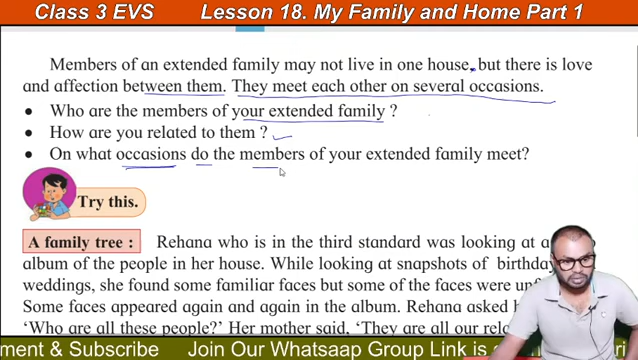 Class 3 EVS Lesson 18. My Family and Home Part 1
Members of an extended family may not live in one house, but there is love
and affection between them. They meet each other on several occasions.
• Who are the members of your extended family ?
• How are you related to them ?
• On what occasions do the members of your extended family meet?
Try this.
A family tree : Rehana who is in the third standard was looking at a
album of the people in her house. While looking at snapshots of birthday
weddings, she found some familiar faces but some of the faces were
Some faces appeared again and again in the album. Rehana asked
'Who are all these people?' Her mother said, 'They are all our
ment & Subscribe Join Our Whatsaap Group Link is